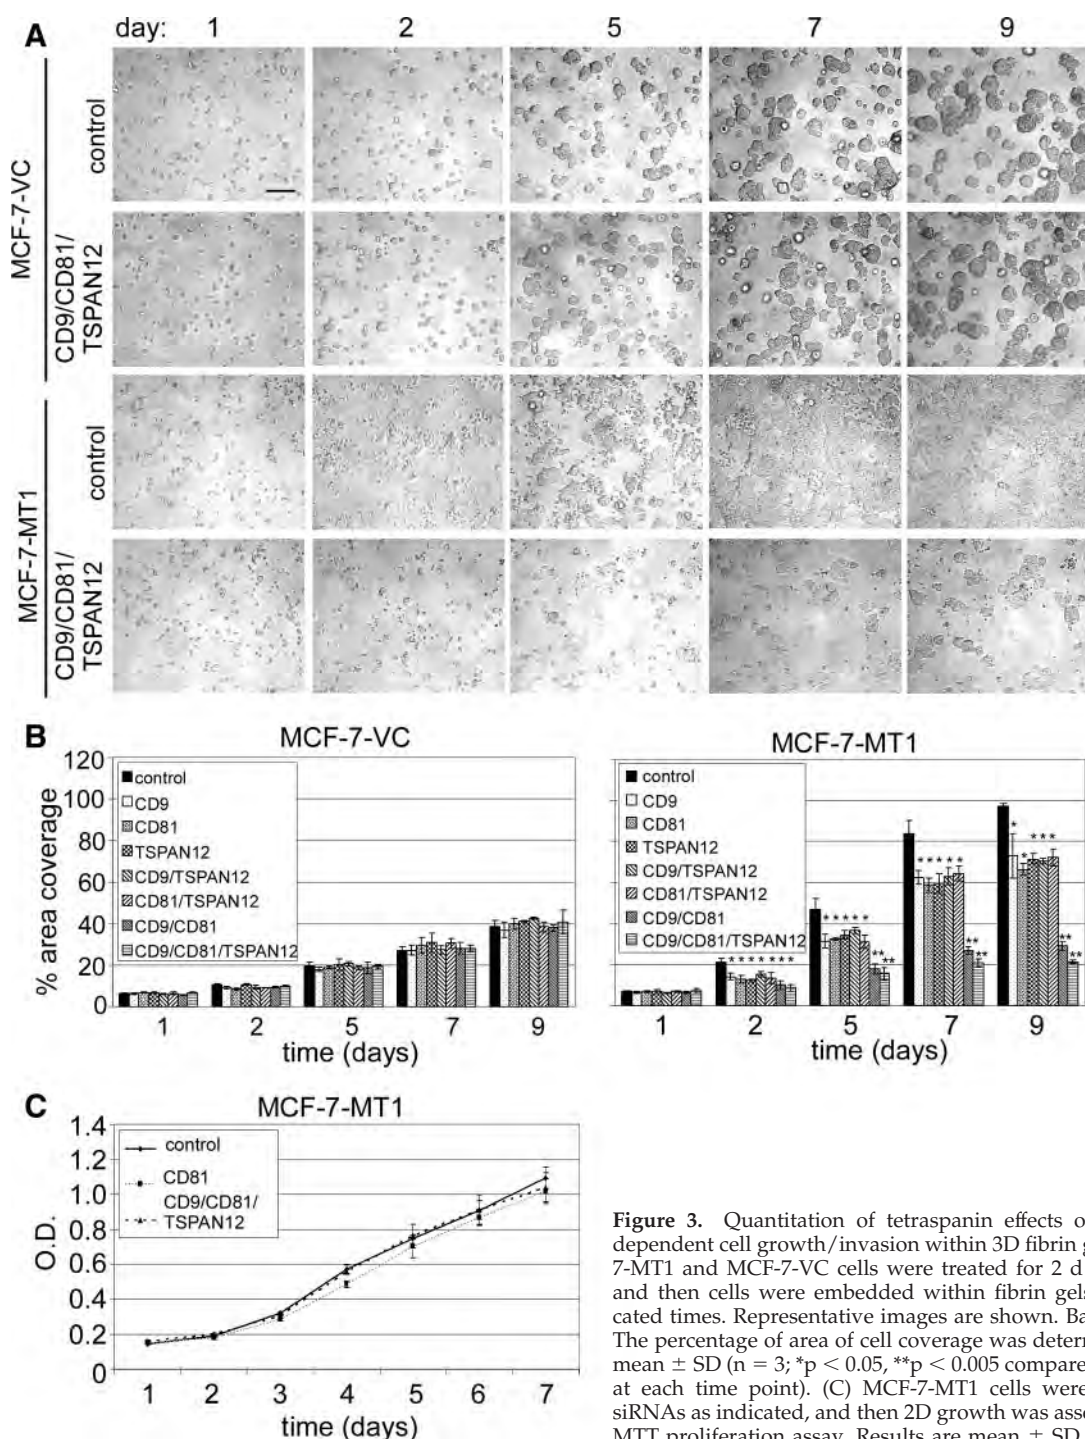 A
day: 1 2 5 7 9
MCF-7-VC
control
CD9/CD81/
TSPAN12
MCF-7-MT1
control
CD9/CD81/
TSPAN12
B
MCF-7-VC
% area coverage
120
100
80
60
40
20
0
control
CD9
CD81
TSPAN12
CD9/TSPAN12
CD81/TSPAN12
CD9/CD81
CD9/CD81/TSPAN12
1 2 5 7 9
time (days)
MCF-7-MT1
control
CD9
CD81
TSPAN12
CD9/TSPAN12
CD81/TSPAN12
CD9/CD81
CD9/CD81/TSPAN12
* * * * * * * *
* * * * *
** **
* * * * *
** **
* * * * *
** **
1 2 5 7 9
time (days)
C
MCF-7-MT1
O.D.
1.4
1.2
1.0
0.8
0.6
0.4
0.2
0
control
CD81
CD9/CD81/
TSPAN12
1 2 3 4 5 6 7
time (days)
Figure 3. Quantitation of tetraspanin effects o
dependent cell growth/invasion within 3D fibrin g
7-MT1 and MCF-7-VC cells were treated for 2 d
and then cells were embedded within fibrin gels
cated times. Representative images are shown. Ba
The percentage of area of cell coverage was deter
mean ± SD (n = 3; *p < 0.05, **p < 0.005 compare
at each time point). (C) MCF-7-MT1 cells were
siRNAs as indicated, and then 2D growth was asse
MTT proliferation assay. Results are mean ± SD